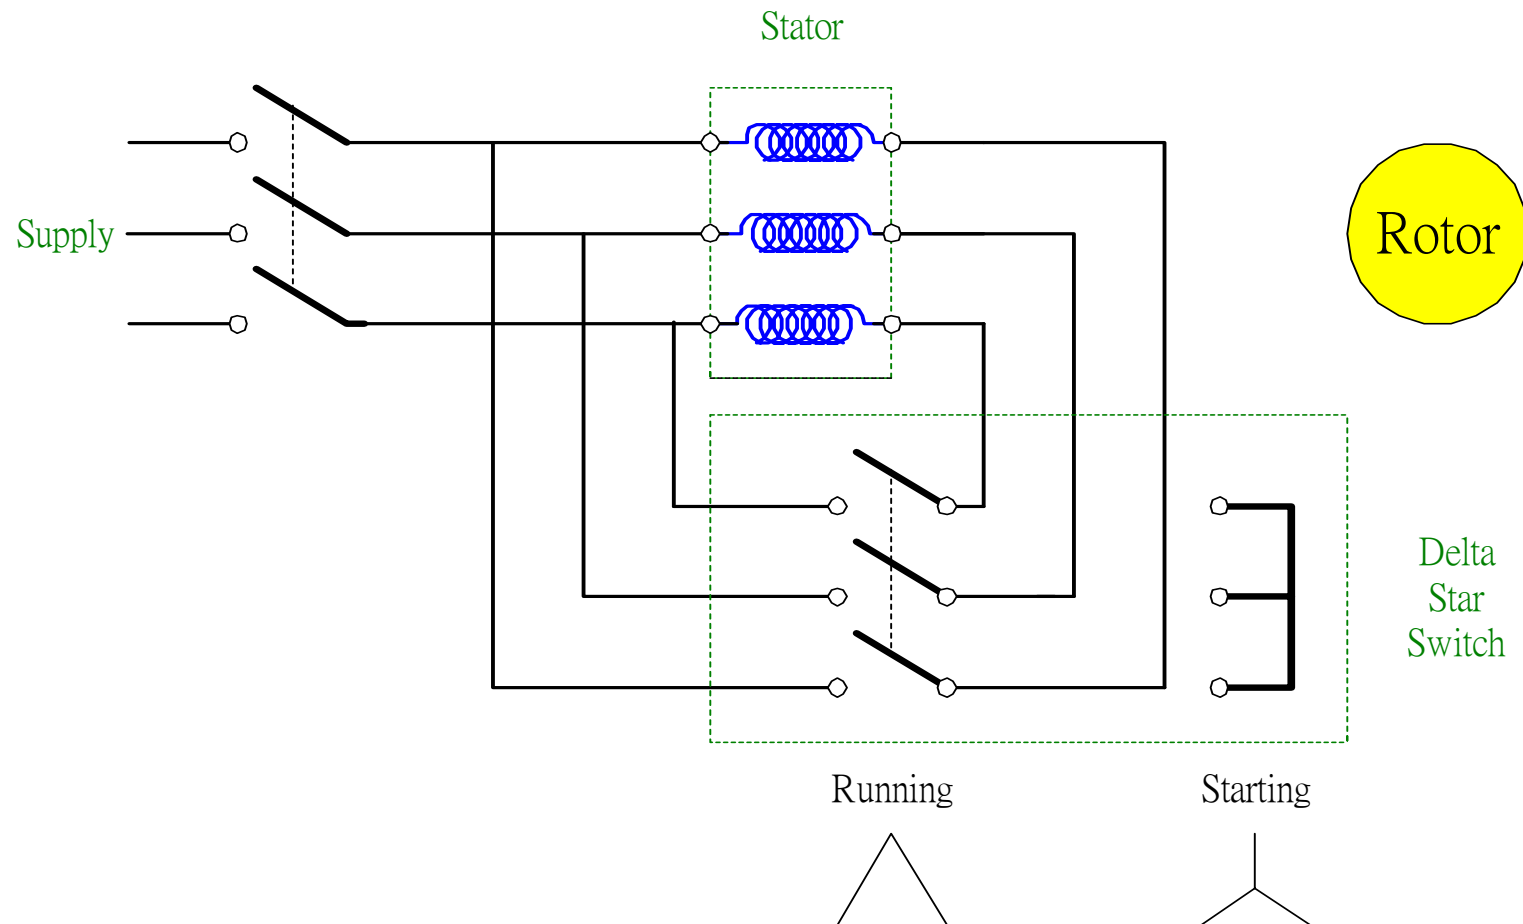 Stator
Supply
Rotor
Delta
Star
Switch
Running
Starting